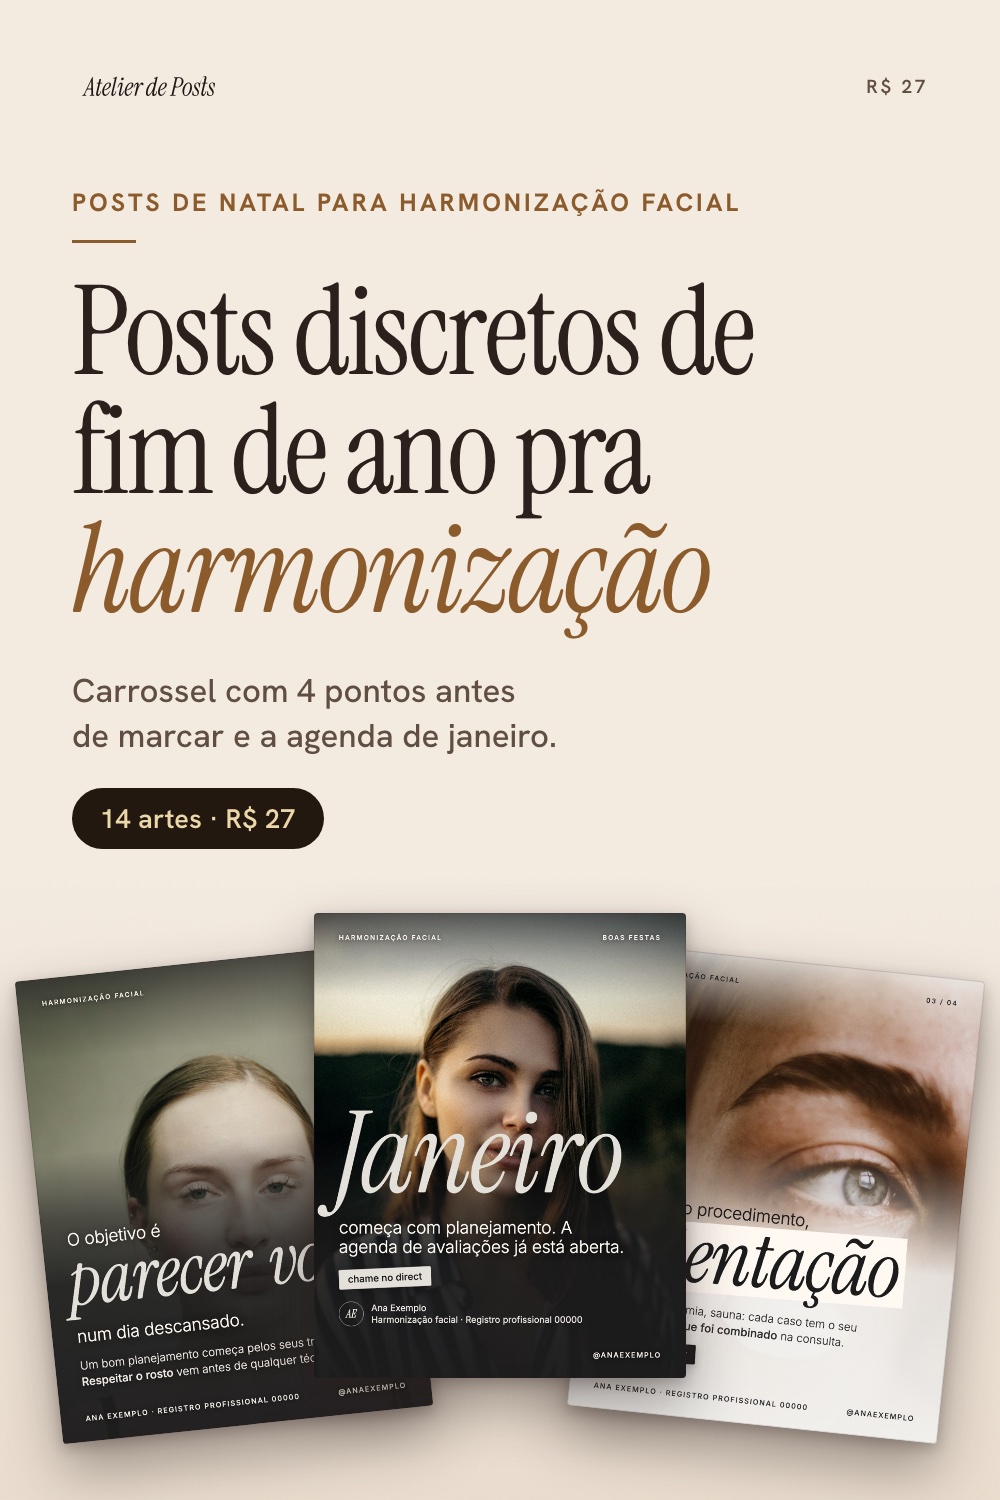 Atelier de Posts
R$ 27
POSTS DE NATAL PARA HARMONIZAÇÃO FACIAL
Posts discretos de
fim de ano pra
harmonização
Carrossel com 4 pontos antes
de marcar e a agenda de janeiro.
14 artes · R$ 27
HARMONIZAÇÃO FACIAL
O objetivo é
parecer
num dia descansado.
Um bom planejamento começa pelos seus
Respeitar o rosto vem antes de qualquer
ANA EXEMPLO · REGISTRO PROFISSIONAL 00000
@ANAEXEMPLO
HARMONIZAÇÃO FACIAL
BOAS FESTAS
Janeiro
começa com planejamento. A
agenda de avaliações já está aberta.
chame no direct
AE
Ana Exemplo
Harmonização facial · Registro profissional 00000
@ANAEXEMPLO
FACIAL
03 / 04
procedimento,
entação
sauna: cada caso tem o seu
foi combinado na consulta.
ANA EXEMPLO · REGISTRO PROFISSIONAL 00000
@ANAEXEMPLO